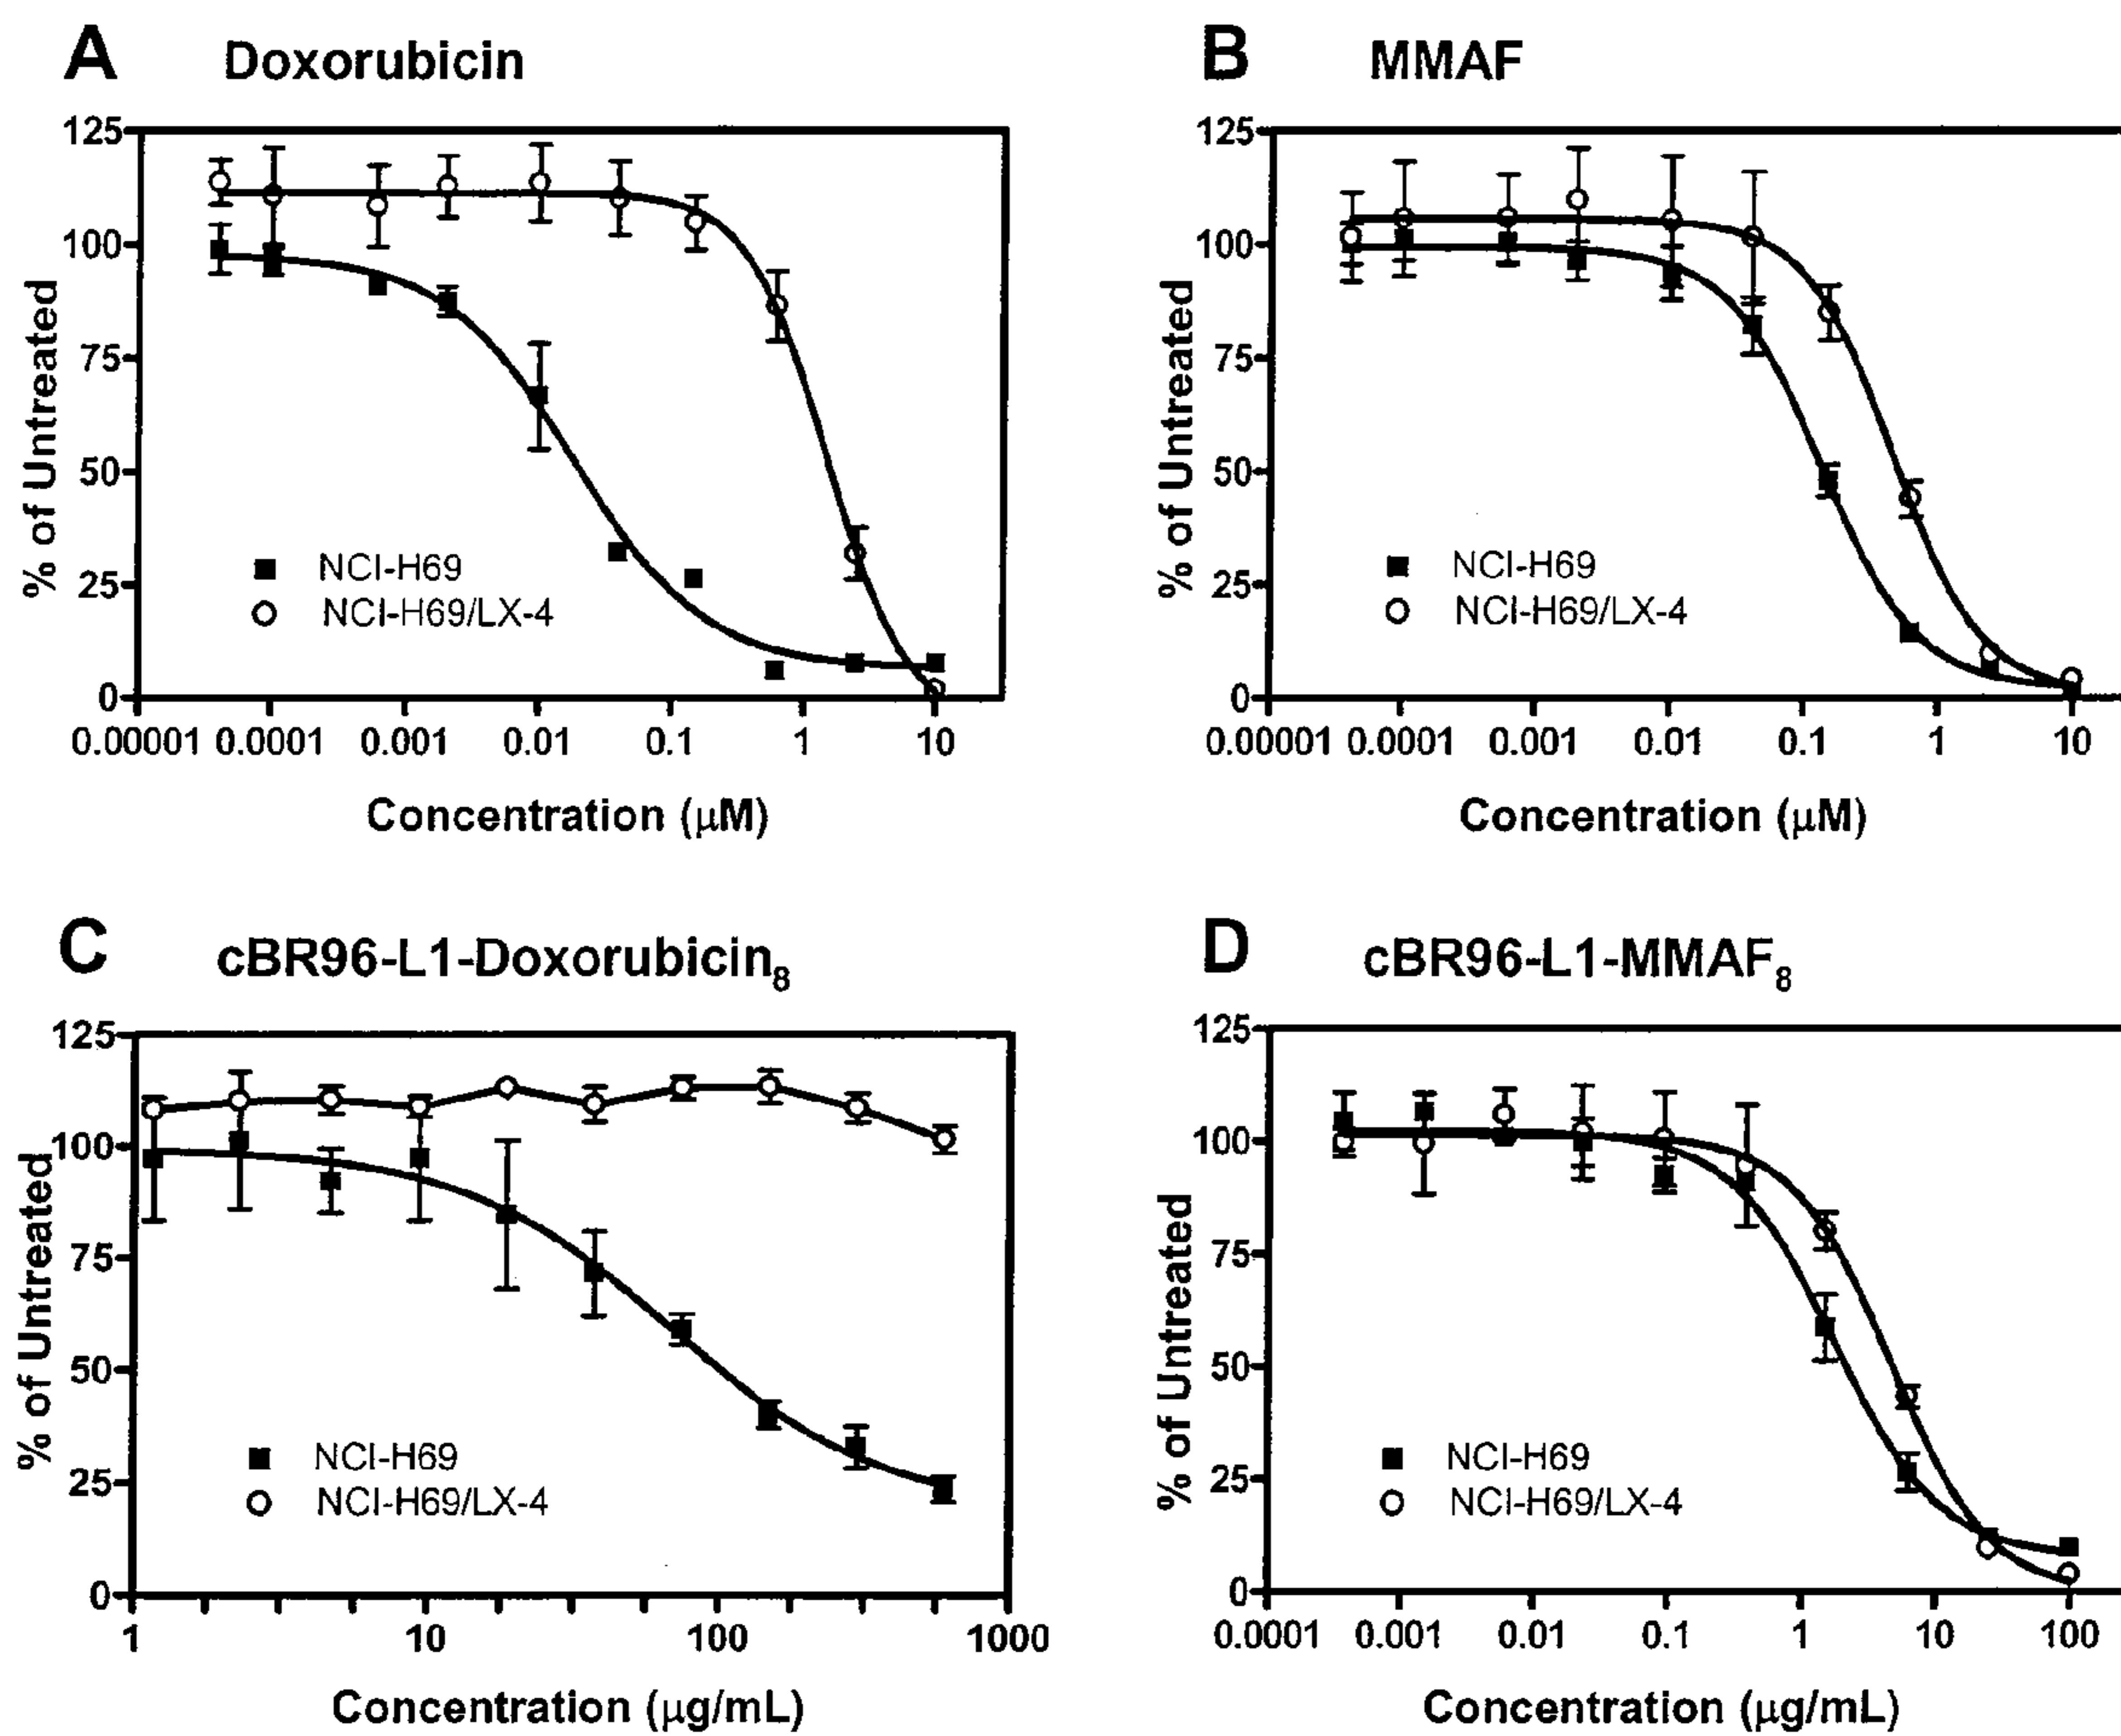 A Doxorubicin
125
100
75
50
25
0
% of Untreated
NCI-H69
NCI-H69/LX-4
0.00001 0.0001 0.001 0.01 0.1 1 10
Concentration (μM)
B MMAF
125
100
75
50
25
0
% of Untreated
NCI-H69
NCI-H69/LX-4
0.00001 0.0001 0.001 0.01 0.1 1 10
Concentration (μM)
C cBR96-L1-Doxorubicin₈
125
100
75
50
25
0
% of Untreated
NCI-H69
NCI-H69/LX-4
1 10 100 1000
Concentration (μg/mL)
D cBR96-L1-MMAF₈
125
100
75
50
25
0
% of Untreated
NCI-H69
NCI-H69/LX-4
0.0001 0.001 0.01 0.1 1 10 100
Concentration (μg/mL)